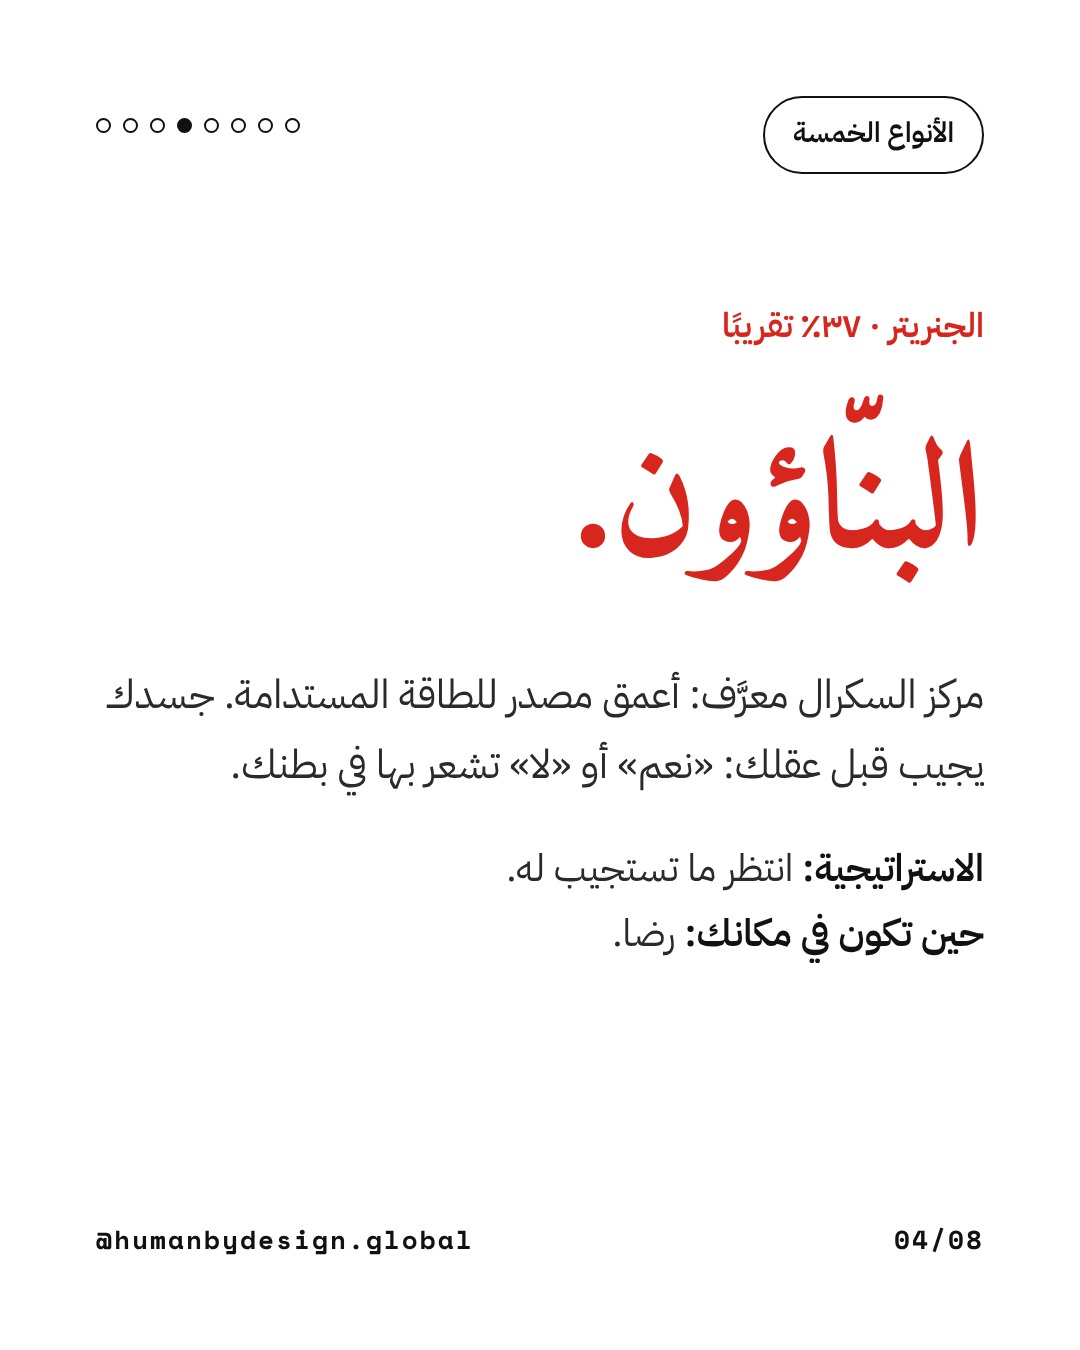 الأنواع الخمسة
الجنريتر · ٣٧٪ تقريبًا
البنّاؤون.
مركز السكرال معرَّف: أعمق مصدر للطاقة المستدامة. جسدك
يجيب قبل عقلك: «نعم» أو «لا» تشعر بها في بطنك.
الاستراتيجية: انتظر ما تستجيب له.
حين تكون في مكانك: رضا.
@humanbydesign.global
04/08